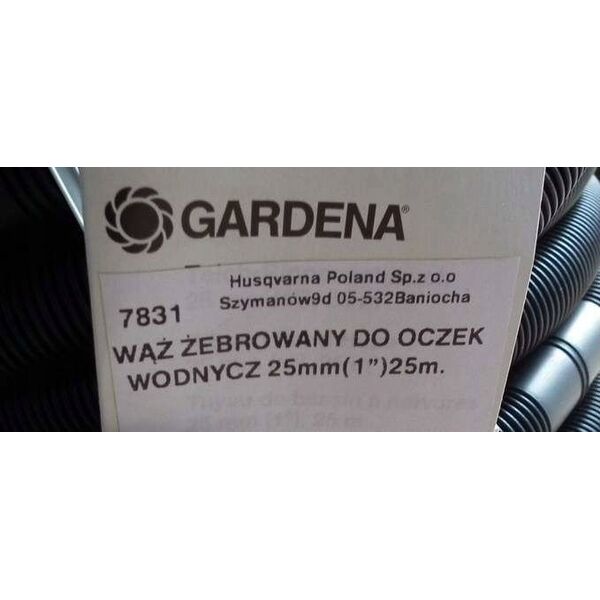 GARDENA®
Husqvarna Poland Sp.z o.o
Szymanów9d 05-532Baniocha
7831
WĄŻ ŻEBROWANY DO OCZEK
WODNYCZ 25mm(1”)25m.